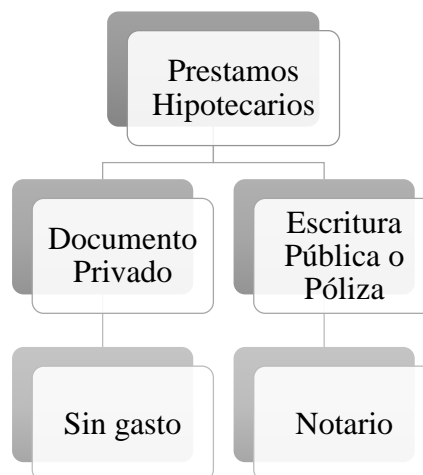 Prestamos
Hipotecarios
Documento
Privado
Escritura
Pública o
Póliza
Sin gasto
Notario